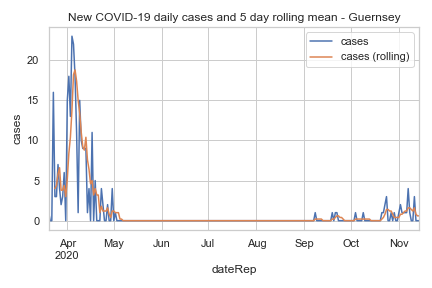 New COVID-19 daily cases and 5 day rolling mean - Guernsey
cases
cases (rolling)
20
15
10
5
0
cases
Apr May Jun Jul Aug Sep Oct Nov
2020
dateRep